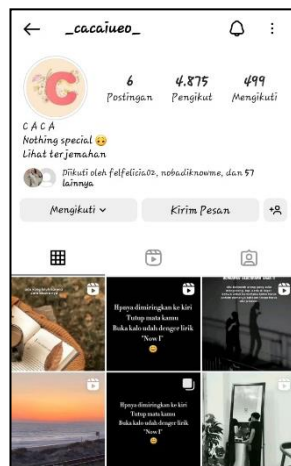 _cacaiueo_
C
6 4.875 499
Postingan Pengikut Mengikuti
C A C A
Nothing special 😔
Lihat terjemahan
Diikuti oleh felfelicia02, nobadiknowme, dan 57
lainnya
Mengikuti Kirim Pesan
Hpnya dimiringkan ke kiri
Tutup mata kamu
Buka kalo udah denger lirik
"Now I"
Hpnya dimiringkan ke kiri
Tutup mata kamu
Buka kalo udah denger lirik
"Now I"